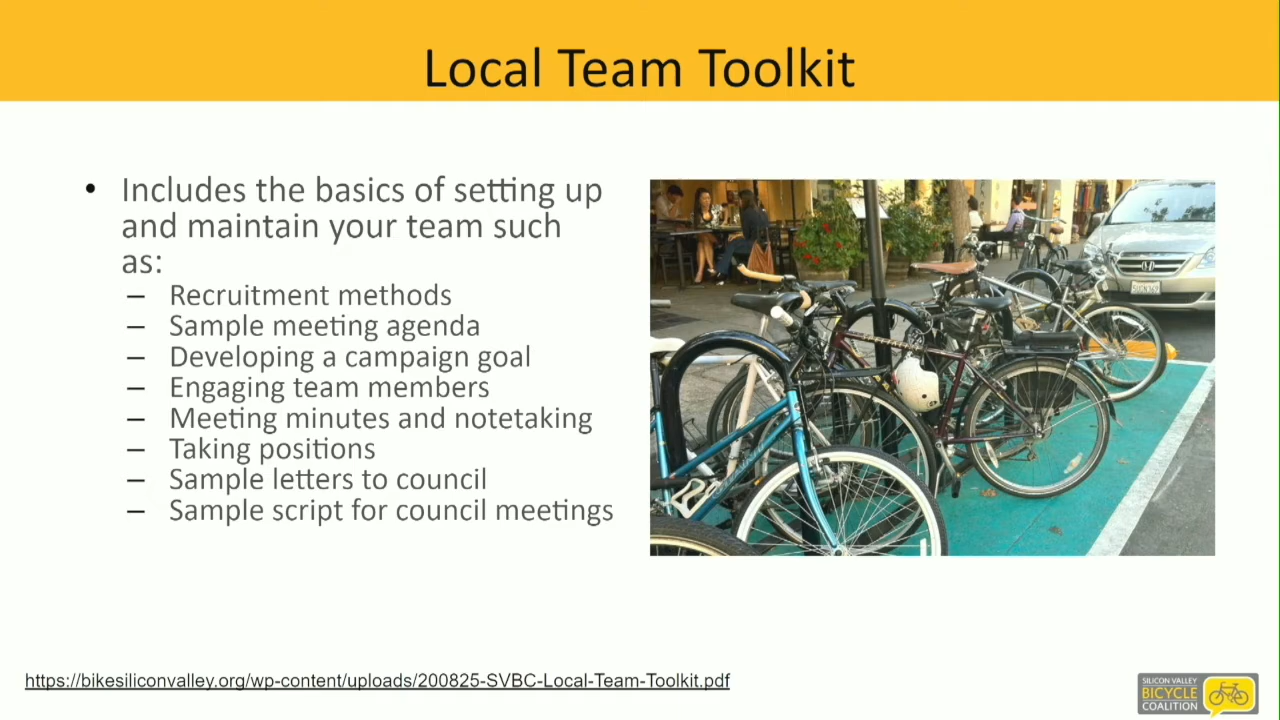 Local Team Toolkit
• Includes the basics of setting up
and maintain your team such
as:
– Recruitment methods
– Sample meeting agenda
– Developing a campaign goal
– Engaging team members
– Meeting minutes and notetaking
– Taking positions
– Sample letters to council
– Sample script for council meetings
https://bikesiliconvalley.org/wp-content/uploads/200825-SVBC-Local-Team-Toolkit.pdf
SILICON VALLEY
BICYCLE
COALITION